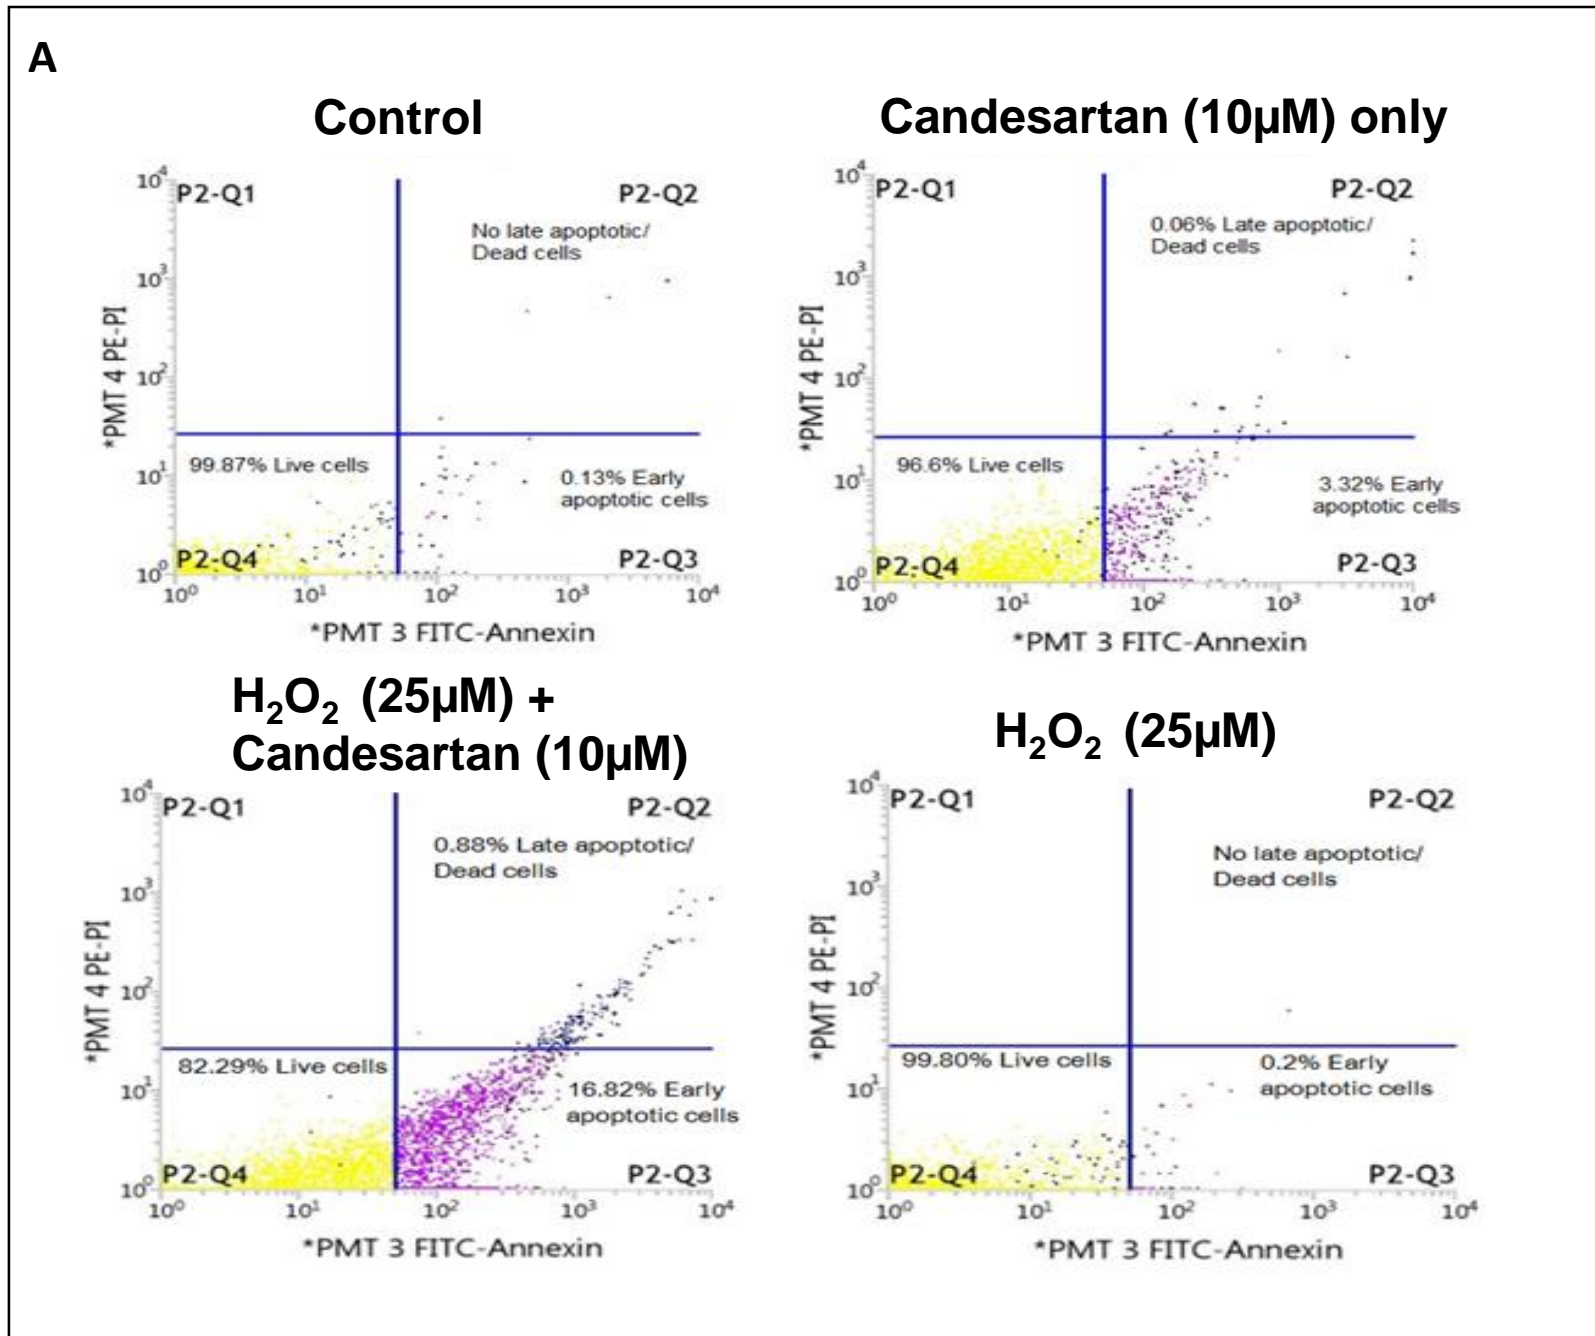 A
Control
10⁴
P2-Q1
P2-Q2
No late apoptotic/
Dead cells
10³
*PMT 4 PE-PI
10²
99.87% Live cells
10¹
0.13% Early
apoptotic cells
P2-Q4
P2-Q3
10⁰
10⁰ 10¹ 10² 10³ 10⁴
*PMT 3 FITC-Annexin
Candesartan (10µM) only
10⁴
P2-Q1
P2-Q2
0.06% Late apoptotic/
Dead cells
10³
*PMT 4 PE-PI
10²
96.6% Live cells
10¹
3.32% Early
apoptotic cells
P2-Q4
P2-Q3
10⁰
10⁰ 10¹ 10² 10³ 10⁴
*PMT 3 FITC-Annexin
H₂O₂ (25µM) +
Candesartan (10µM)
10⁴
P2-Q1
P2-Q2
0.88% Late apoptotic/
Dead cells
10³
*PMT 4 PE-PI
10²
82.29% Live cells
10¹
16.82% Early
apoptotic cells
P2-Q4
P2-Q3
10⁰
10⁰ 10¹ 10² 10³ 10⁴
*PMT 3 FITC-Annexin
H₂O₂ (25µM)
10⁴
P2-Q1
P2-Q2
No late apoptotic/
Dead cells
10³
*PMT 4 PE-PI
10²
99.80% Live cells
0.2% Early
apoptotic cells
10¹
P2-Q4
P2-Q3
10⁰
10⁰ 10¹ 10² 10³ 10⁴
*PMT 3 FITC-Annexin